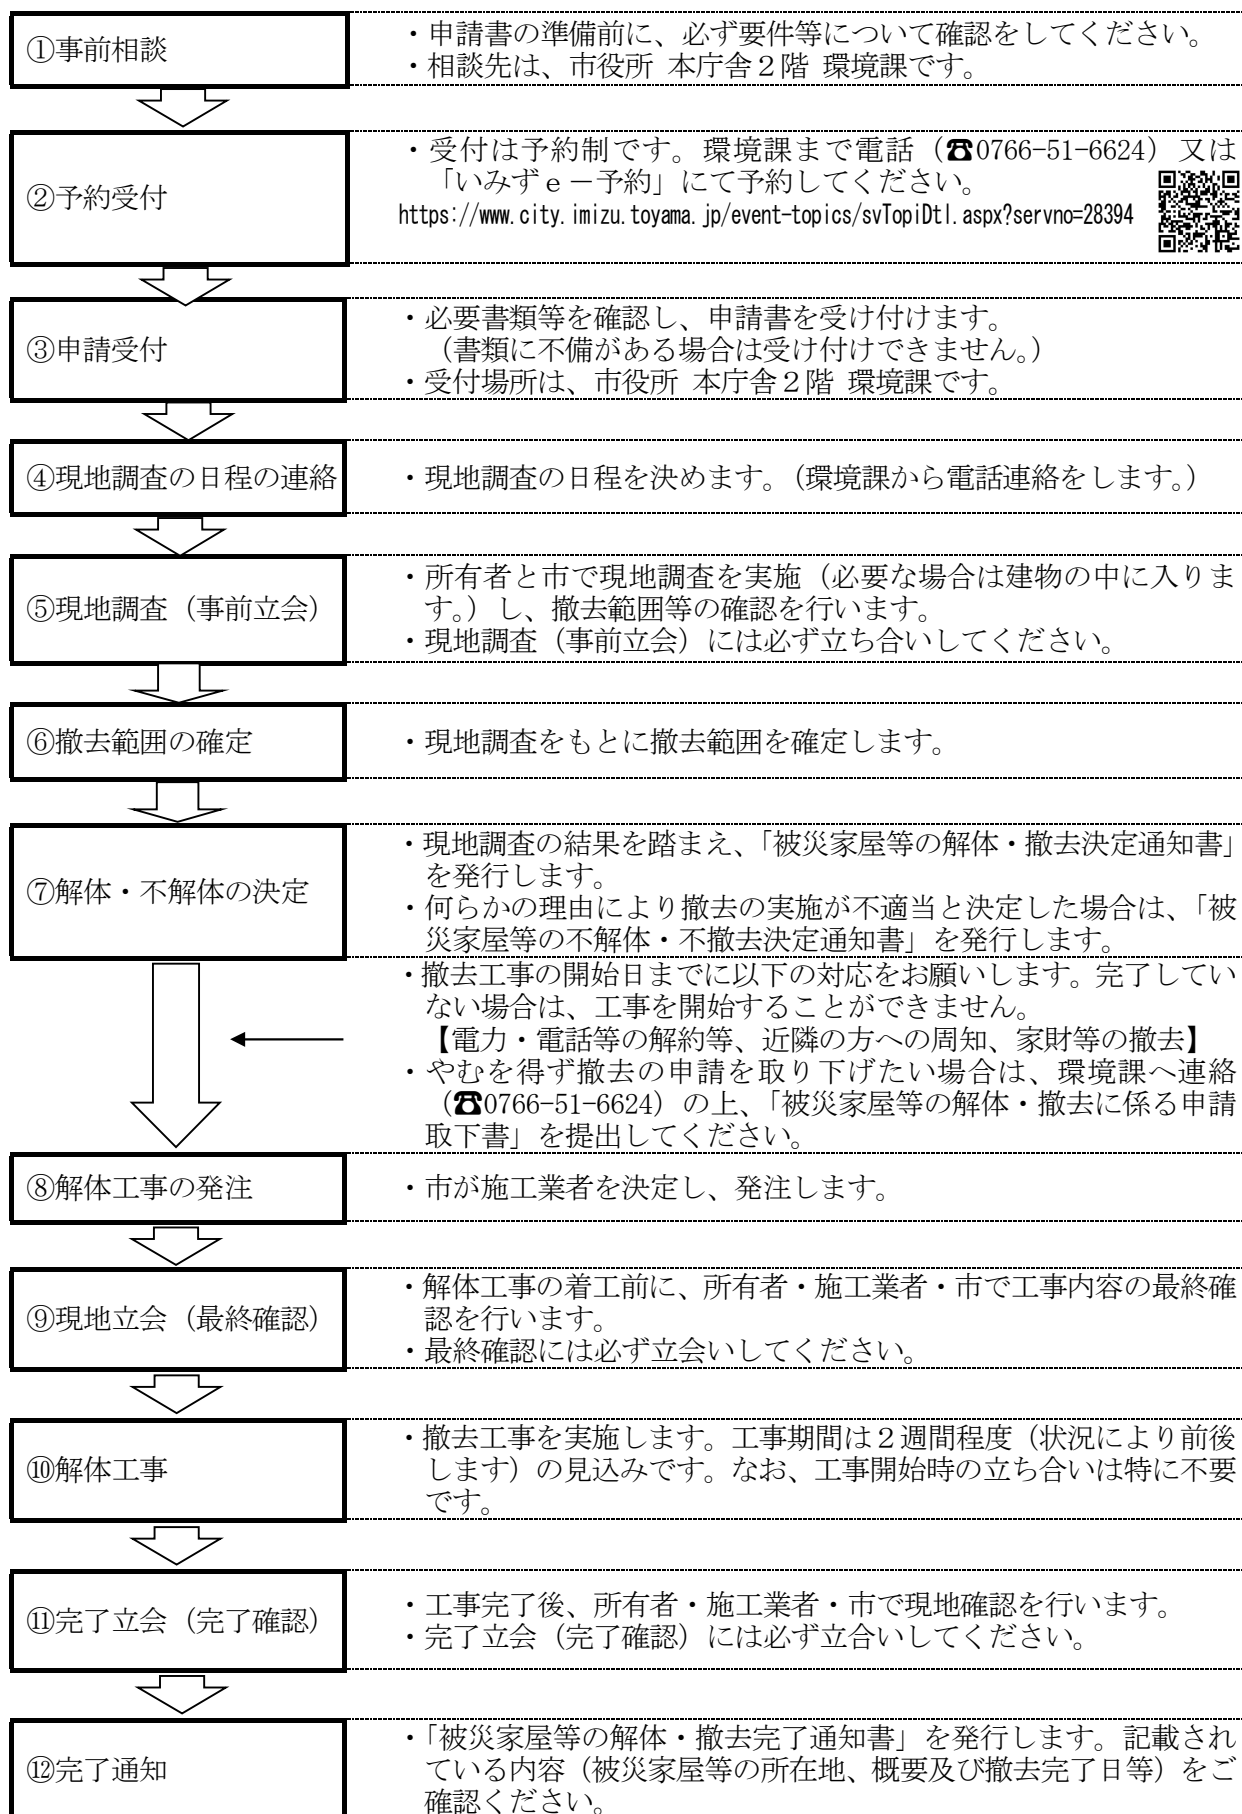 ①事前相談
・申請書の準備前に、必ず要件等について確認をしてください。
・相談先は、市役所 本庁舎２階 環境課です。
②予約受付
・受付は予約制です。環境課まで電話（☎0766-51-6624）又は
「いみずｅ－予約」にて予約してください。
https://www.city.imizu.toyama.jp/event-topics/svTopiDtl.aspx?servno=28394
③申請受付
・必要書類等を確認し、申請書を受け付けます。
（書類に不備がある場合は受け付けできません。）
・受付場所は、市役所 本庁舎２階 環境課です。
④現地調査の日程の連絡
・現地調査の日程を決めます。（環境課から電話連絡をします。）
⑤現地調査（事前立会）
・所有者と市で現地調査を実施（必要な場合は建物の中に入りま
す。）し、撤去範囲等の確認を行います。
・現地調査（事前立会）には必ず立ち合いしてください。
⑥撤去範囲の確定
・現地調査をもとに撤去範囲を確定します。
⑦解体・不解体の決定
・現地調査の結果を踏まえ、「被災家屋等の解体・撤去決定通知書」
を発行します。
・何らかの理由により撤去の実施が不適当と決定した場合は、「被
災家屋等の不解体・不撤去決定通知書」を発行します。
・撤去工事の開始日までに以下の対応をお願いします。完了してい
ない場合は、工事を開始することができません。
【電力・電話等の解約等、近隣の方への周知、家財等の撤去】
・やむを得ず撤去の申請を取り下げたい場合は、環境課へ連絡
（☎0766-51-6624）の上、「被災家屋等の解体・撤去に係る申請
取下書」を提出してください。
⑧解体工事の発注
・市が施工業者を決定し、発注します。
⑨現地立会（最終確認）
・解体工事の着工前に、所有者・施工業者・市で工事内容の最終確
認を行います。
・最終確認には必ず立会いしてください。
⑩解体工事
・撤去工事を実施します。工事期間は２週間程度（状況により前後
します）の見込みです。なお、工事開始時の立ち合いは特に不要
です。
⑪完了立会（完了確認）
・工事完了後、所有者・施工業者・市で現地確認を行います。
・完了立会（完了確認）には必ず立合いしてください。
⑫完了通知
・「被災家屋等の解体・撤去完了通知書」を発行します。記載され
ている内容（被災家屋等の所在地、概要及び撤去完了日等）をご
確認ください。